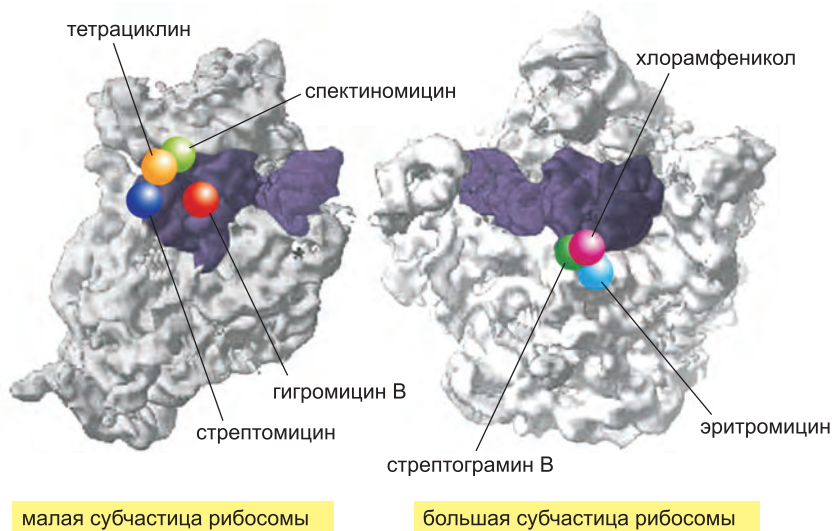 тетрациклин
спектиномицин
хлорамфеникол
гигромицин В
стрептомицин
эритромицин
стрептограмин В
малая субчастица рибосомы
большая субчастица рибосомы